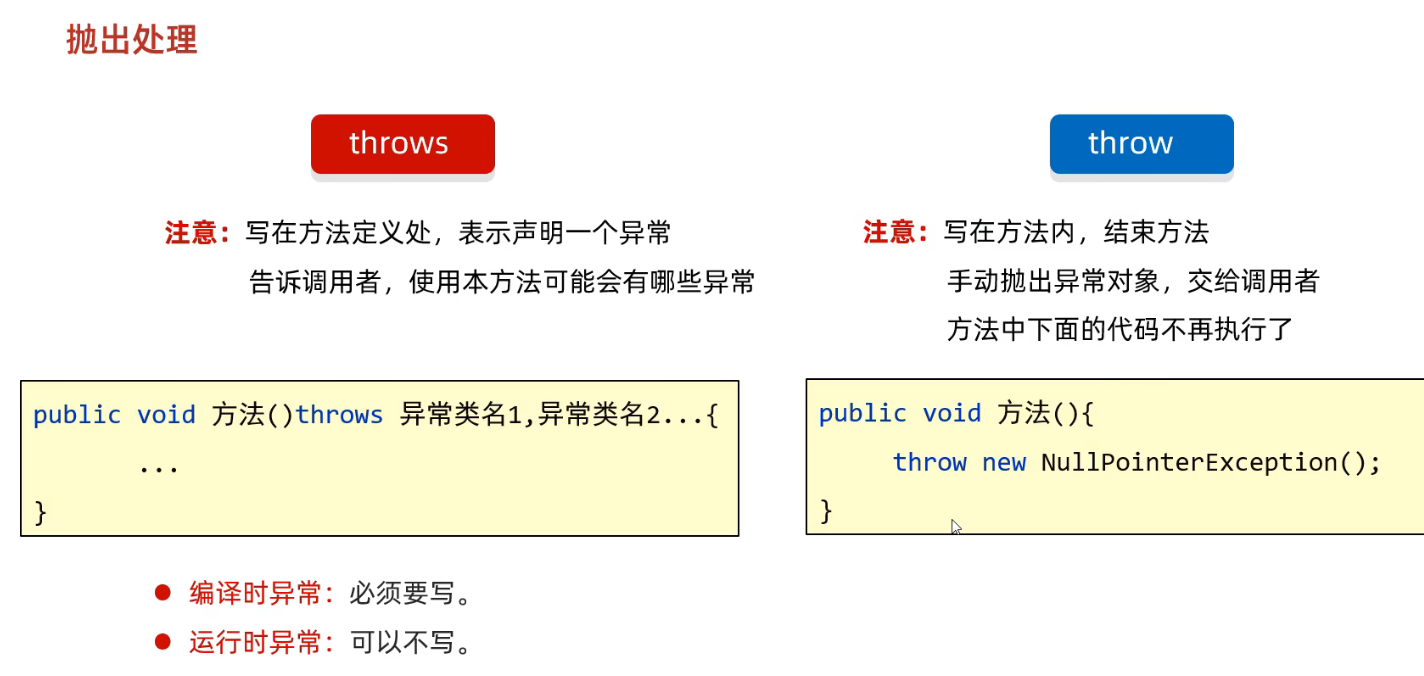 抛出处理
throws
注意：写在方法定义处，表示声明一个异常
告诉调用者，使用本方法可能会有哪些异常
public void 方法()throws 异常类名1,异常类名2...{
...
}
编译时异常：必须要写。
运行时异常：可以不写。
throw
注意：写在方法内，结束方法
手动抛出异常对象，交给调用者
方法中下面的代码不再执行了
public void 方法(){
throw new NullPointerException();
}